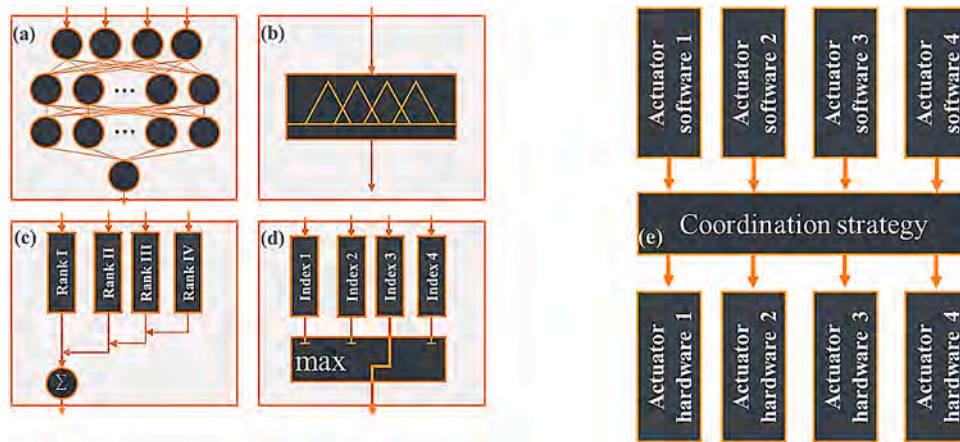 (a)
(b)
Actuator
software 1
Actuator
software 2
Actuator
software 3
Actuator
software 4
(c)
Rank I
Rank II
Rank III
Rank IV
Σ
(d)
Index 1
Index 2
Index 3
Index 4
max
(e)
Coordination strategy
Actuator
hardware 1
Actuator
hardware 2
Actuator
hardware 3
Actuator
hardware 4